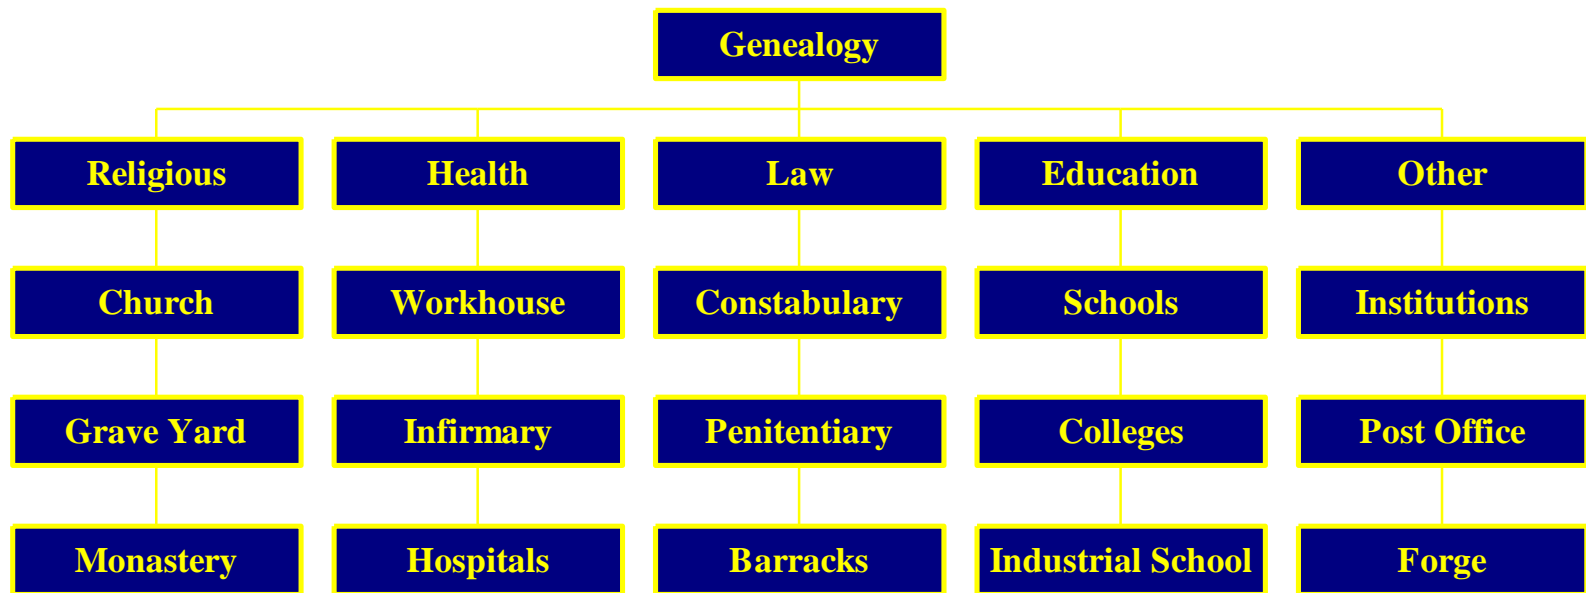 Genealogy
Religious
Health
Law
Education
Other
Church
Workhouse
Constabulary
Schools
Institutions
Grave Yard
Infirmary
Penitentiary
Colleges
Post Office
Monastery
Hospitals
Barracks
Industrial School
Forge